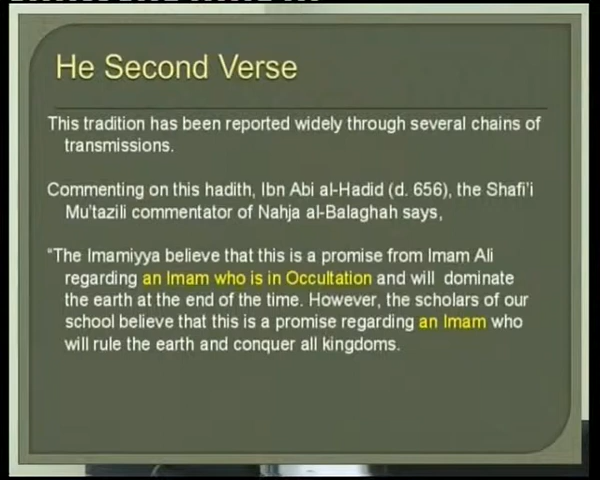 He Second Verse
This tradition has been reported widely through several chains of
transmissions.
Commenting on this hadith, Ibn Abi al-Hadid (d. 656), the Shafi'i
Mu'tazili commentator of Nahja al-Balaghah says,
"The Imamiyya believe that this is a promise from Imam Ali
regarding an Imam who is in Occultation and will dominate
the earth at the end of the time. However, the scholars of our
school believe that this is a promise regarding an Imam who
will rule the earth and conquer all kingdoms.